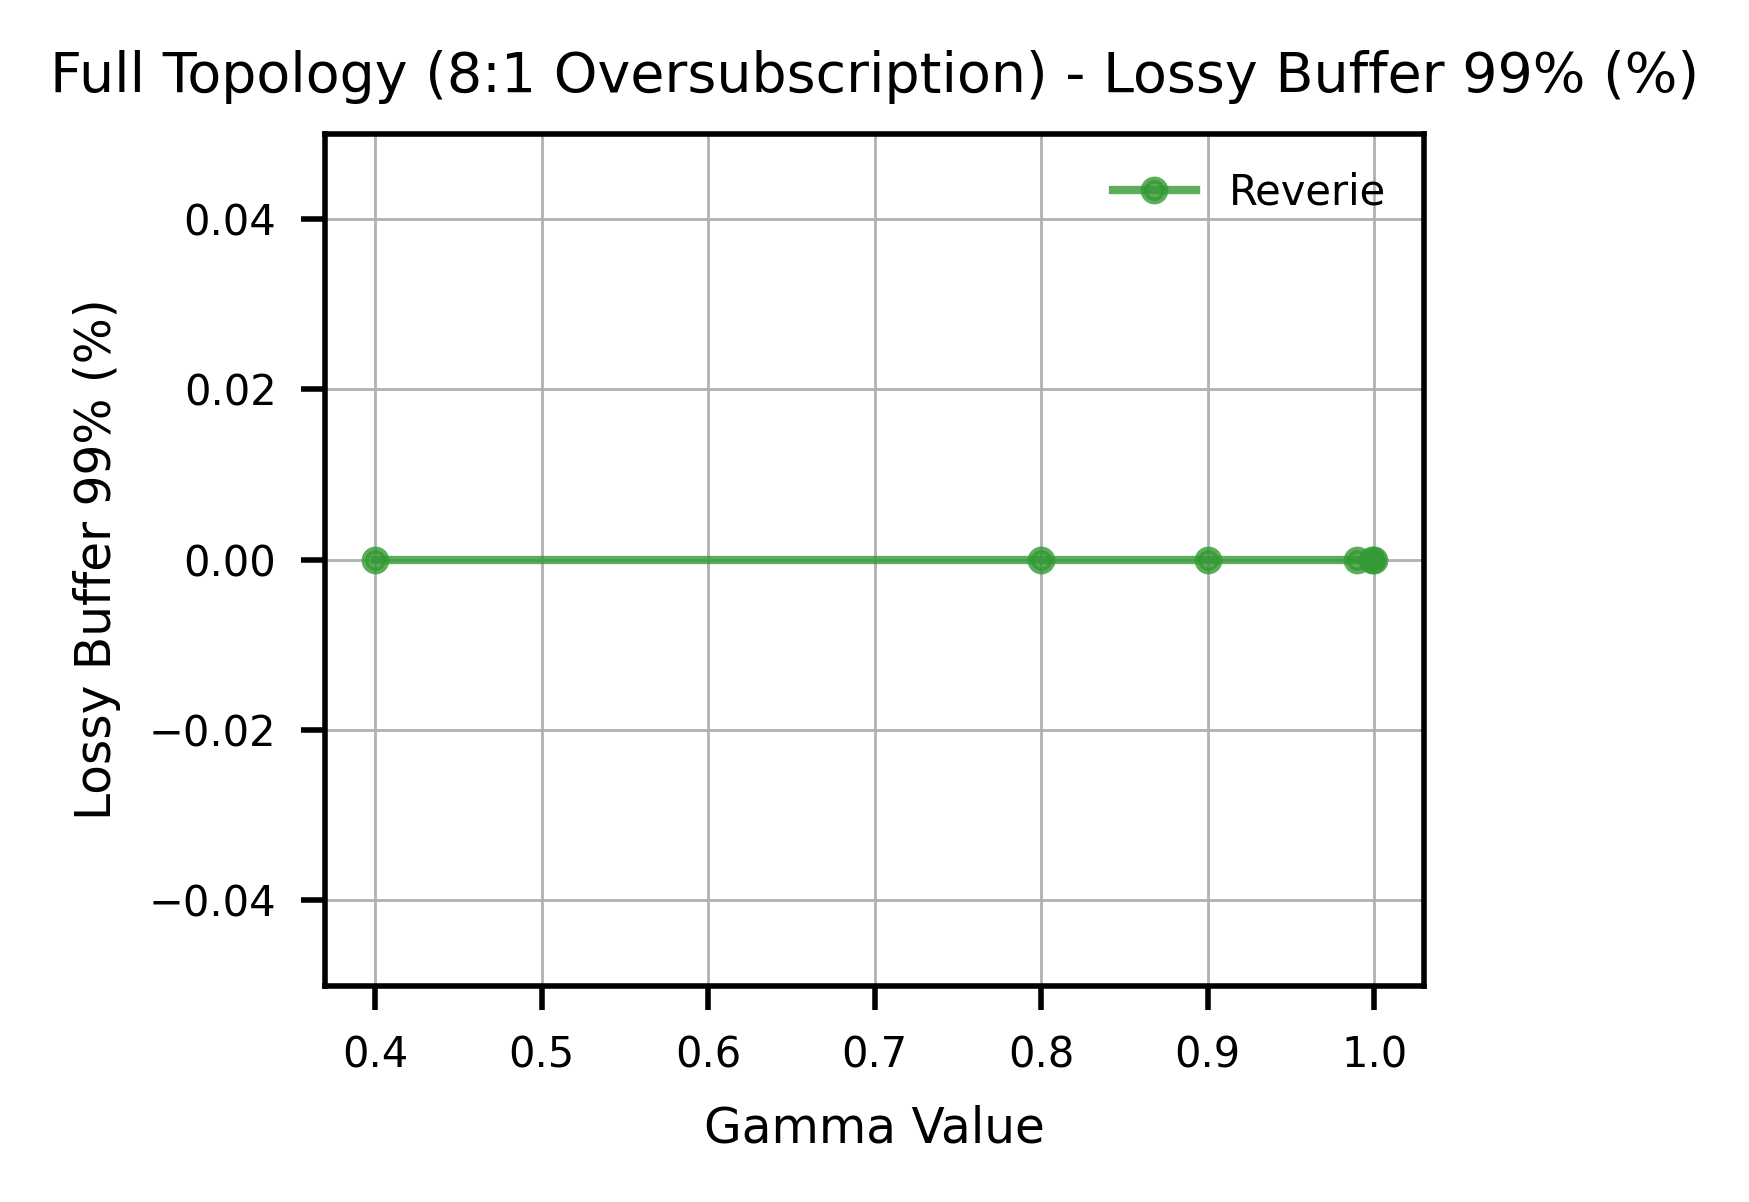 Full Topology (8:1 Oversubscription) - Lossy Buffer 99% (%)
Reverie
Lossy Buffer 99% (%)
0.04
0.02
0.00
−0.02
−0.04
0.4 0.5 0.6 0.7 0.8 0.9 1.0
Gamma Value